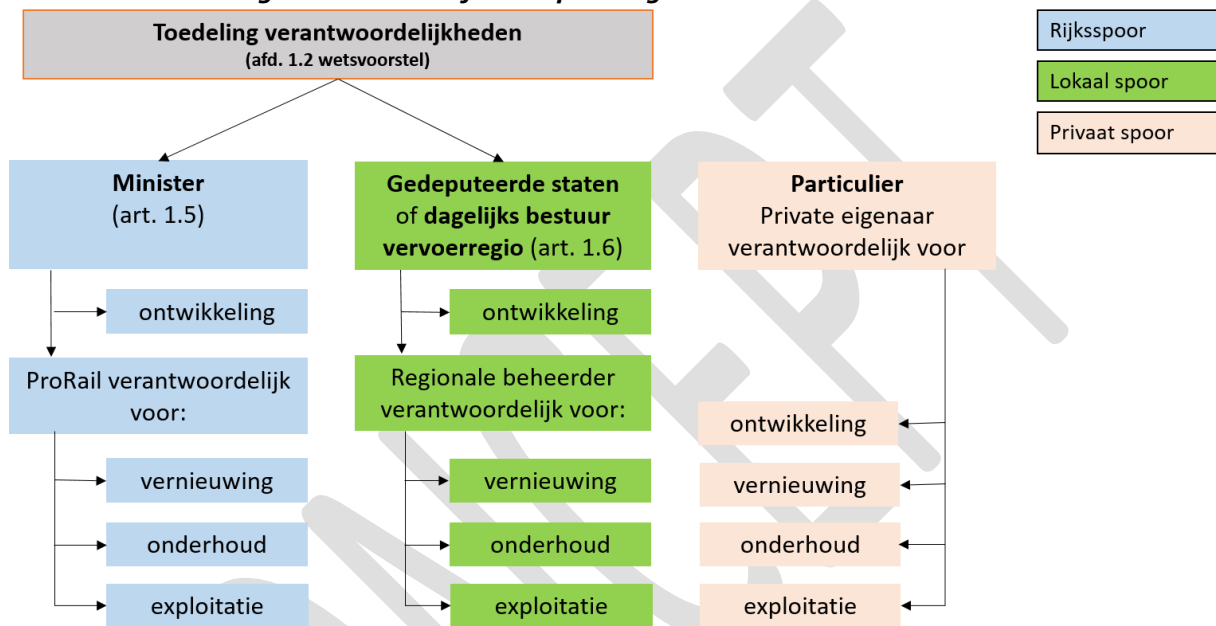 Toedeling verantwoordelijkheden
(afd. 1.2 wetsvoorstel)
Rijksspoor
Lokaal spoor
Privaat spoor
Minister
(art. 1.5)
ontwikkeling
ProRail verantwoordelijk
voor:
vernieuwing
onderhoud
exploitatie
Gedeputeerde staten
of dagelijks bestuur
vervoerregio (art. 1.6)
ontwikkeling
Regionale beheerder
verantwoordelijk voor:
vernieuwing
onderhoud
exploitatie
Particulier
Private eigenaar
verantwoordelijk voor
ontwikkeling
vernieuwing
onderhoud
exploitatie